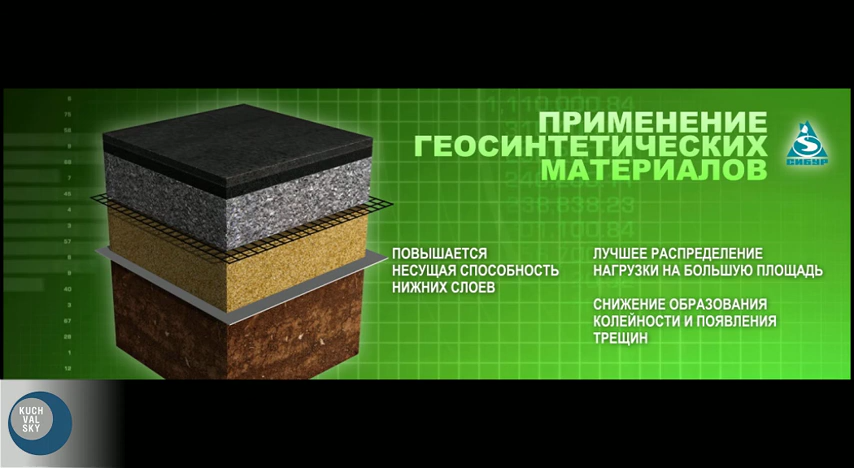 ПРИМЕНЕНИЕ
ГЕОСИНТЕТИЧЕСКИХ
МАТЕРИАЛОВ
СИБУР
ПОВЫШАЕТСЯ
НЕСУЩАЯ СПОСОБНОСТЬ
НИЖНИХ СЛОЕВ
ЛУЧШЕЕ РАСПРЕДЕЛЕНИЕ
НАГРУЗКИ НА БОЛЬШУЮ ПЛОЩАДЬ
СНИЖЕНИЕ ОБРАЗОВАНИЯ
КОЛЕЙНОСТИ И ПОЯВЛЕНИЯ
ТРЕЩИН
KUCH
VAL
SKY